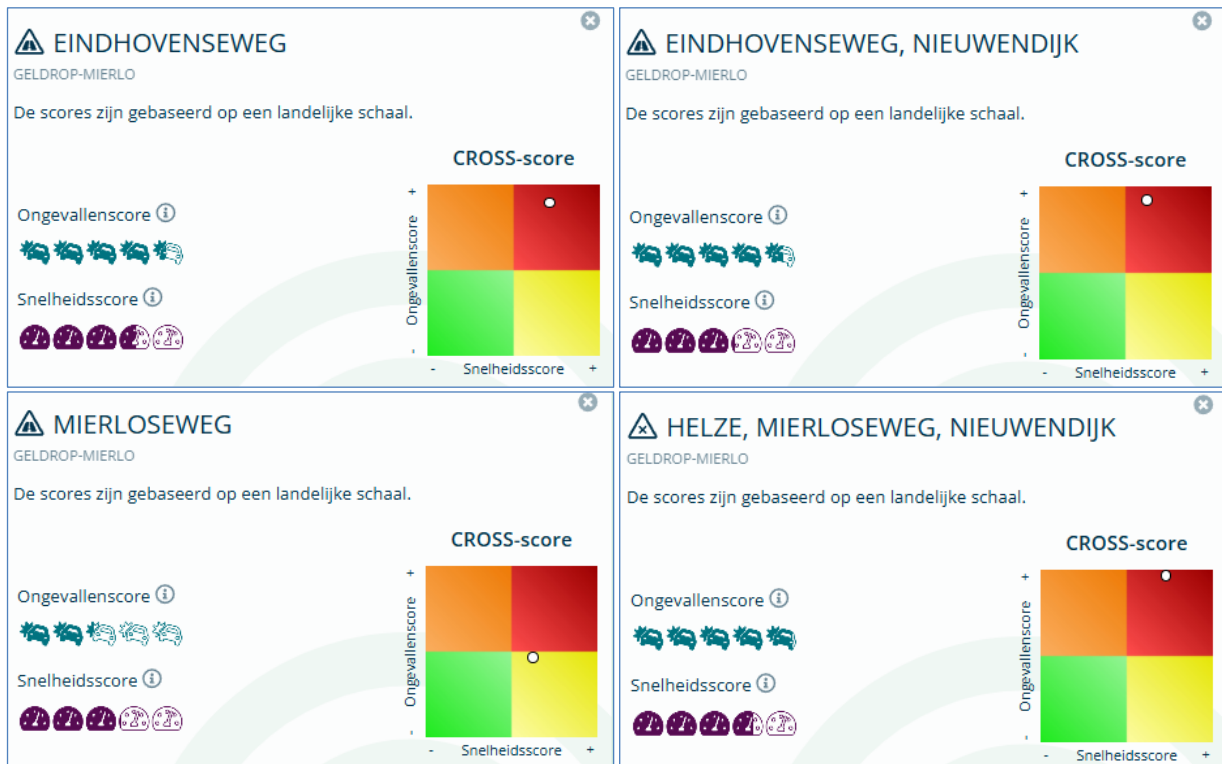 EINDHOVENSEWEG
GELDROP-MIERLO
De scores zijn gebaseerd op een landelijke schaal.
CROSS-score
Ongevallenscore
Snelheidsscore
+
Ongevallenscore
-
- Snelheidsscore +
EINDHOVENSEWEG, NIEUWENDIJK
GELDROP-MIERLO
De scores zijn gebaseerd op een landelijke schaal.
CROSS-score
Ongevallenscore
Snelheidsscore
+
Ongevallenscore
-
- Snelheidsscore +
MIERLOSEWEG
GELDROP-MIERLO
De scores zijn gebaseerd op een landelijke schaal.
CROSS-score
Ongevallenscore
Snelheidsscore
+
Ongevallenscore
-
- Snelheidsscore +
HELZE, MIERLOSEWEG, NIEUWENDIJK
GELDROP-MIERLO
De scores zijn gebaseerd op een landelijke schaal.
CROSS-score
Ongevallenscore
Snelheidsscore
+
Ongevallenscore
-
- Snelheidsscore +